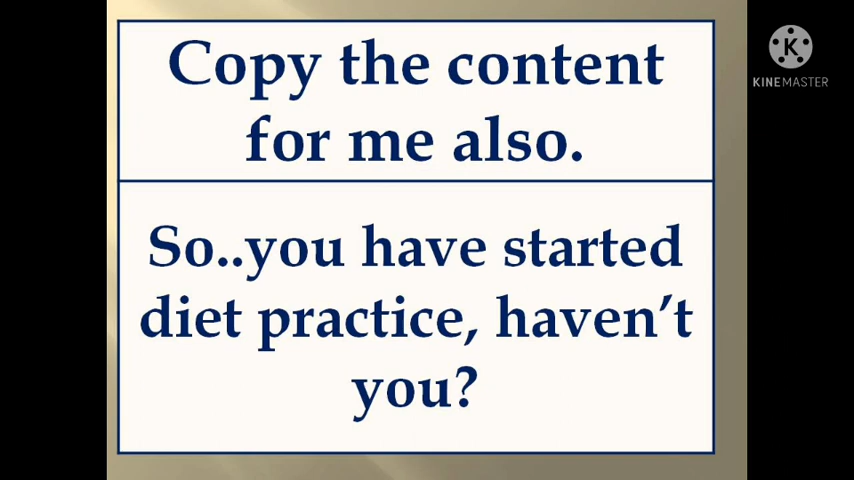 Copy the content
for me also.
So..you have started
diet practice, haven’t
you?
K
KINEMASTER